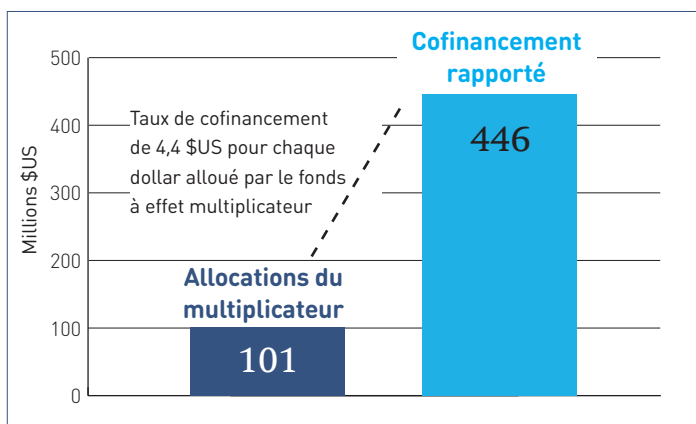 Cofinancement
rapporté
500
400
300
200
100
0
Millions $US
Taux de cofinancement
de 4,4 $US pour chaque
dollar alloué par le fonds
à effet multiplicateur
446
Allocations du
multiplicateur
101